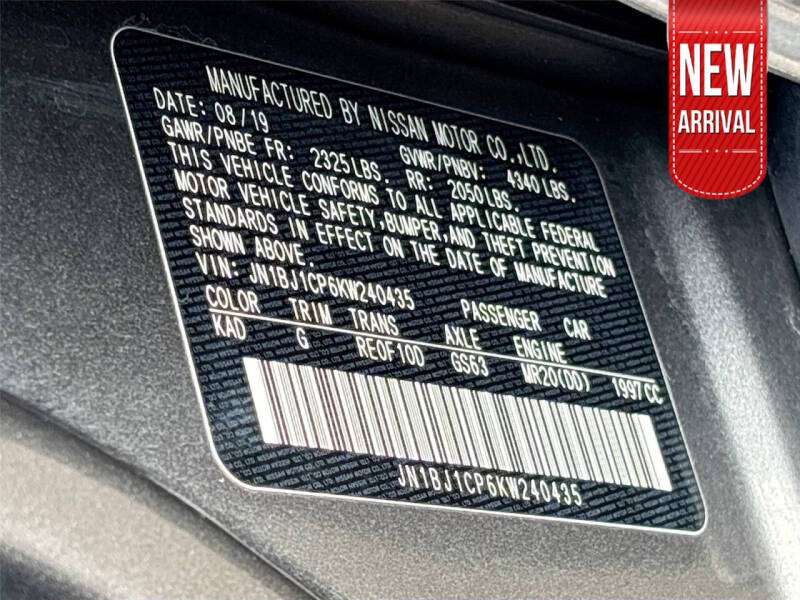 NEW
ARRIVAL
MANUFACTURED BY NISSAN MOTOR CO.,LTD.
DATE: 08/19 GVWR/PNBV: 4340LBS.
GAWR/PNBE FR: 2325LBS. RR: 2050LBS.
THIS VEHICLE CONFORMS TO ALL APPLICABLE FEDERAL
MOTOR VEHICLE SAFETY,BUMPER,AND THEFT PREVENTION
STANDARDS IN EFFECT ON THE DATE OF MANUFACTURE
SHOWN ABOVE.
VIN: JN1BJ1CP6KW240435 PASSENGER CAR
COLOR TRIM TRANS AXLE ENGINE
KAD G RE0F10D GS63 MR20(DD) 1997CC
JN1BJ1CP6KW240435